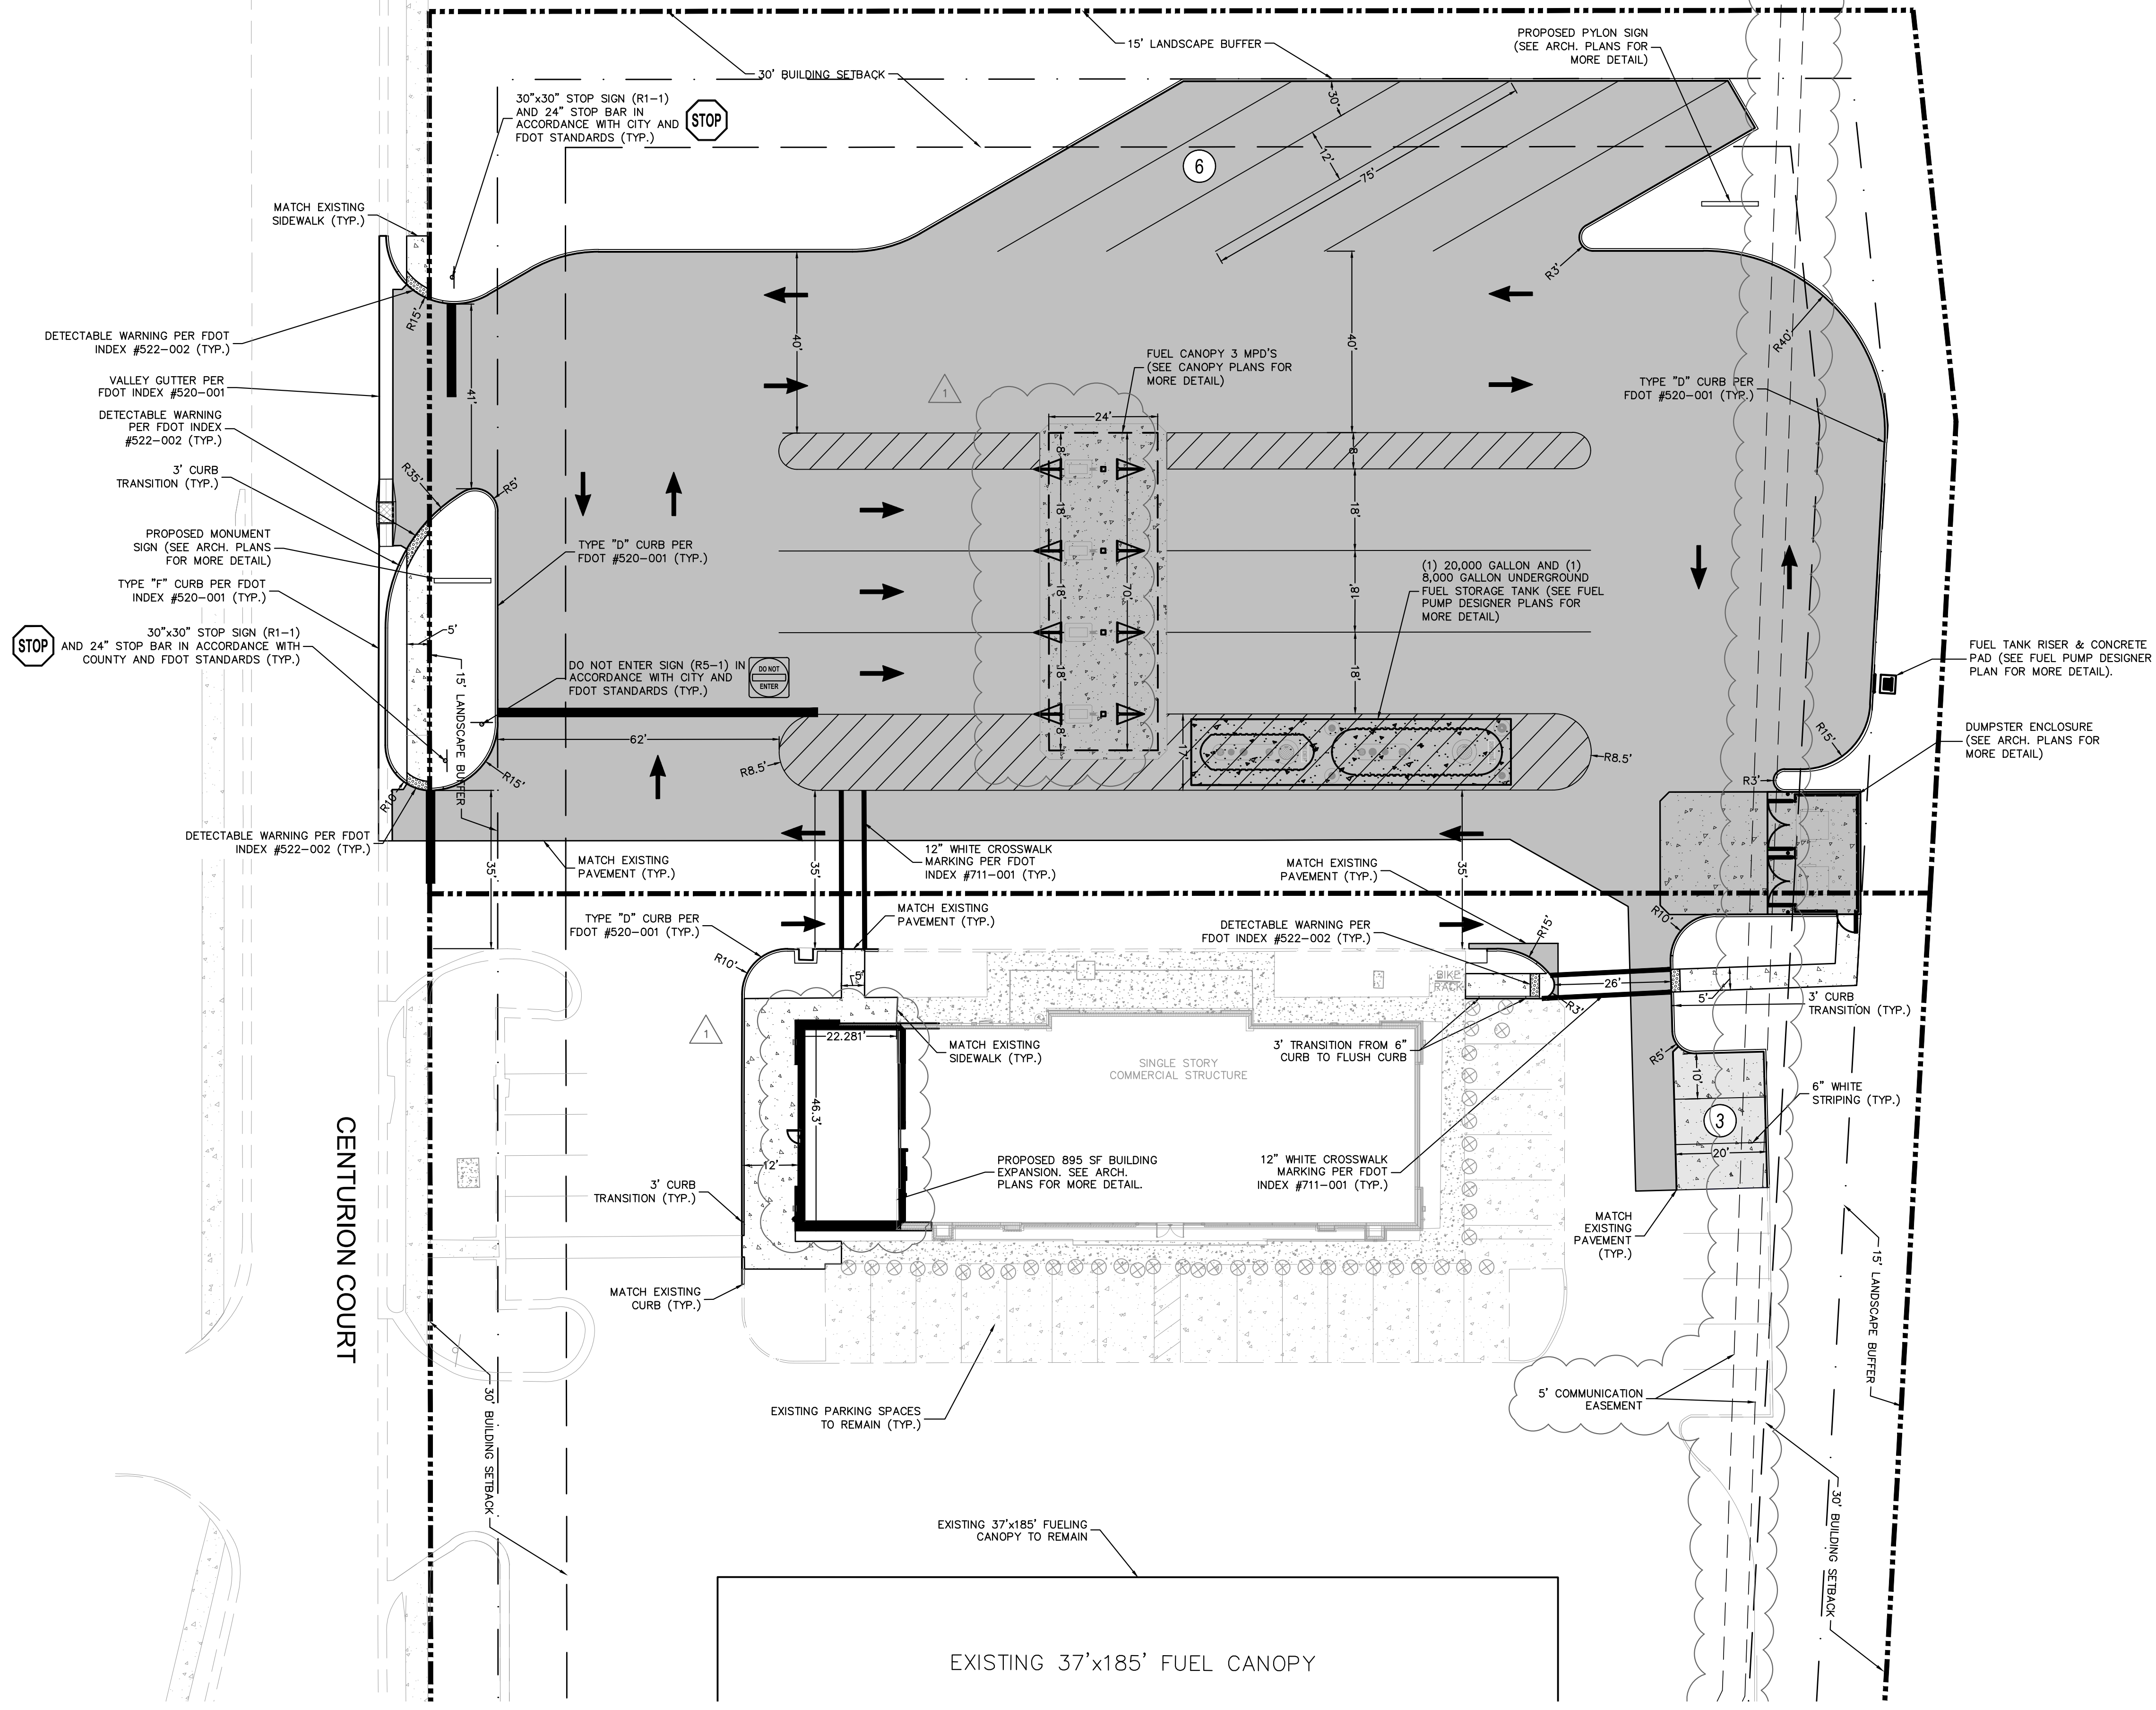 15' LANDSCAPE BUFFER
30' BUILDING SETBACK
PROPOSED PYLON SIGN
(SEE ARCH. PLANS FOR
MORE DETAIL)
30"x30" STOP SIGN (R1-1)
AND 24" STOP BAR IN
ACCORDANCE WITH CITY AND
FDOT STANDARDS (TYP.)
STOP
30'
12'
75'
6
MATCH EXISTING
SIDEWALK (TYP.)
R3'
R15'
R40'
DETECTABLE WARNING PER FDOT
INDEX #522-002 (TYP.)
40'
40'
41'
FUEL CANOPY 3 MPD'S
(SEE CANOPY PLANS FOR
MORE DETAIL)
1
24'
VALLEY GUTTER PER
FDOT INDEX #520-001
TYPE "D" CURB PER
FDOT #520-001 (TYP.)
DETECTABLE WARNING
PER FDOT INDEX
#522-002 (TYP.)
8'
8'
3' CURB
TRANSITION (TYP.)
R35'
R5'
18'
18'
PROPOSED MONUMENT
SIGN (SEE ARCH. PLANS
FOR MORE DETAIL)
TYPE "D" CURB PER
FDOT #520-001 (TYP.)
TYPE "F" CURB PER FDOT
INDEX #520-001 (TYP.)
18'
70'
18'
(1) 20,000 GALLON AND (1)
8,000 GALLON UNDERGROUND
FUEL STORAGE TANK (SEE FUEL
PUMP DESIGNER PLANS FOR
MORE DETAIL)
STOP
30"x30" STOP SIGN (R1-1)
AND 24" STOP BAR IN ACCORDANCE WITH
COUNTY AND FDOT STANDARDS (TYP.)
5'
15' LANDSCAPE BUFFER
DO NOT ENTER SIGN (R5-1) IN
ACCORDANCE WITH CITY AND
FDOT STANDARDS (TYP.)
DO NOT
ENTER
18'
18'
FUEL TANK RISER & CONCRETE
PAD (SEE FUEL PUMP DESIGNER
PLAN FOR MORE DETAIL).
62'
R8.5'
8'
17'
R8.5'
R15'
DUMPSTER ENCLOSURE
(SEE ARCH. PLANS FOR
MORE DETAIL)
R15'
R10'
R3'
DETECTABLE WARNING PER FDOT
INDEX #522-002 (TYP.)
35'
MATCH EXISTING
PAVEMENT (TYP.)
35'
12" WHITE CROSSWALK
MARKING PER FDOT
INDEX #711-001 (TYP.)
MATCH EXISTING
PAVEMENT (TYP.)
35'
TYPE "D" CURB PER
FDOT #520-001 (TYP.)
MATCH EXISTING
PAVEMENT (TYP.)
DETECTABLE WARNING PER
FDOT INDEX #522-002 (TYP.)
R15'
R10'
R10'
5'
BIKE
RACK
26'
5'
R3'
3' CURB
TRANSITION (TYP.)
1
22.281'
MATCH EXISTING
SIDEWALK (TYP.)
SINGLE STORY
COMMERCIAL STRUCTURE
3' TRANSITION FROM 6"
CURB TO FLUSH CURB
R5'
10'
6" WHITE
STRIPING (TYP.)
46.3'
3
20'
CENTURION COURT
12'
PROPOSED 895 SF BUILDING
EXPANSION. SEE ARCH.
PLANS FOR MORE DETAIL.
12" WHITE CROSSWALK
MARKING PER FDOT
INDEX #711-001 (TYP.)
3' CURB
TRANSITION (TYP.)
MATCH
EXISTING
PAVEMENT
(TYP.)
15' LANDSCAPE BUFFER
MATCH EXISTING
CURB (TYP.)
30' BUILDING SETBACK
EXISTING PARKING SPACES
TO REMAIN (TYP.)
5' COMMUNICATION
EASEMENT
30' BUILDING SETBACK
EXISTING 37'x185' FUELING
CANOPY TO REMAIN
EXISTING 37'x185' FUEL CANOPY